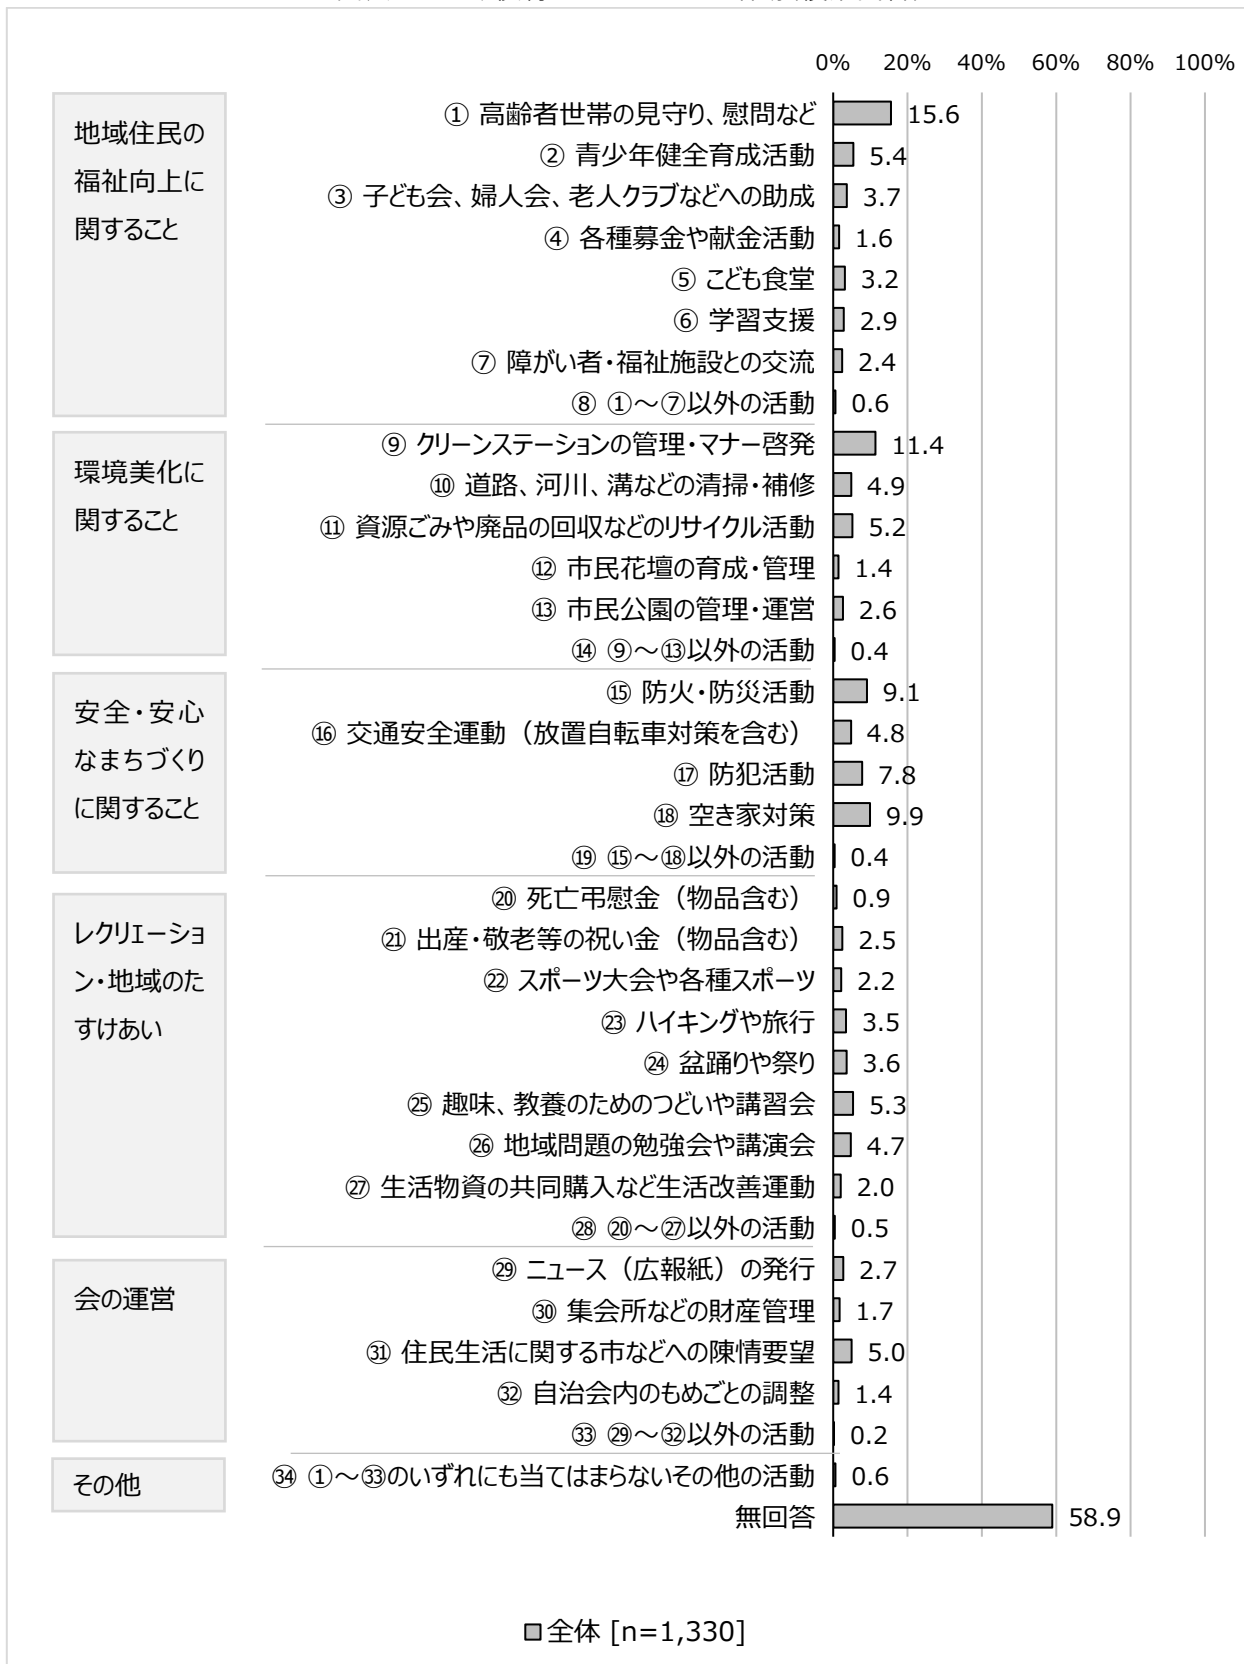 0% 20% 40% 60% 80% 100%
地域住民の
福祉向上に
関すること
① 高齢者世帯の見守り、慰問など 15.6
② 青少年健全育成活動 5.4
③ 子ども会、婦人会、老人クラブなどへの助成 3.7
④ 各種募金や献金活動 1.6
⑤ こども食堂 3.2
⑥ 学習支援 2.9
⑦ 障がい者・福祉施設との交流 2.4
⑧ ①～⑦以外の活動 0.6
環境美化に
関すること
⑨ クリーンステーションの管理・マナー啓発 11.4
⑩ 道路、河川、溝などの清掃・補修 4.9
⑪ 資源ごみや廃品の回収などのリサイクル活動 5.2
⑫ 市民花壇の育成・管理 1.4
⑬ 市民公園の管理・運営 2.6
⑭ ⑨～⑬以外の活動 0.4
安全・安心
なまちづくり
に関すること
⑮ 防火・防災活動 9.1
⑯ 交通安全運動（放置自転車対策を含む） 4.8
⑰ 防犯活動 7.8
⑱ 空き家対策 9.9
⑲ ⑮～⑱以外の活動 0.4
レクリエーショ
ン・地域のた
すけあい
⑳ 死亡弔慰金（物品含む） 0.9
㉑ 出産・敬老等の祝い金（物品含む） 2.5
㉒ スポーツ大会や各種スポーツ 2.2
㉓ ハイキングや旅行 3.5
㉔ 盆踊りや祭り 3.6
㉕ 趣味、教養のためのつどいや講習会 5.3
㉖ 地域問題の勉強会や講演会 4.7
㉗ 生活物資の共同購入など生活改善運動 2.0
㉘ ⑳～㉗以外の活動 0.5
会の運営
㉙ ニュース（広報紙）の発行 2.7
㉚ 集会所などの財産管理 1.7
㉛ 住民生活に関する市などへの陳情要望 5.0
㉜ 自治会内のもめごとの調整 1.4
㉝ ㉙～㉜以外の活動 0.2
その他
㉞ ①～㉝のいずれにも当てはまらないその他の活動 0.6
無回答 58.9
全体 [n=1,330]